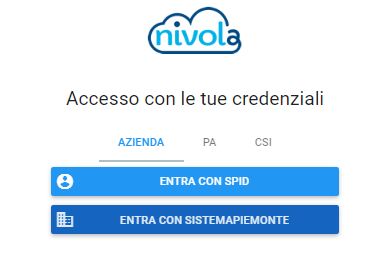 nivola
Accesso con le tue credenziali
AZIENDA PA CSI
ENTRA CON SPID
ENTRA CON SISTEMAPIEMONTE